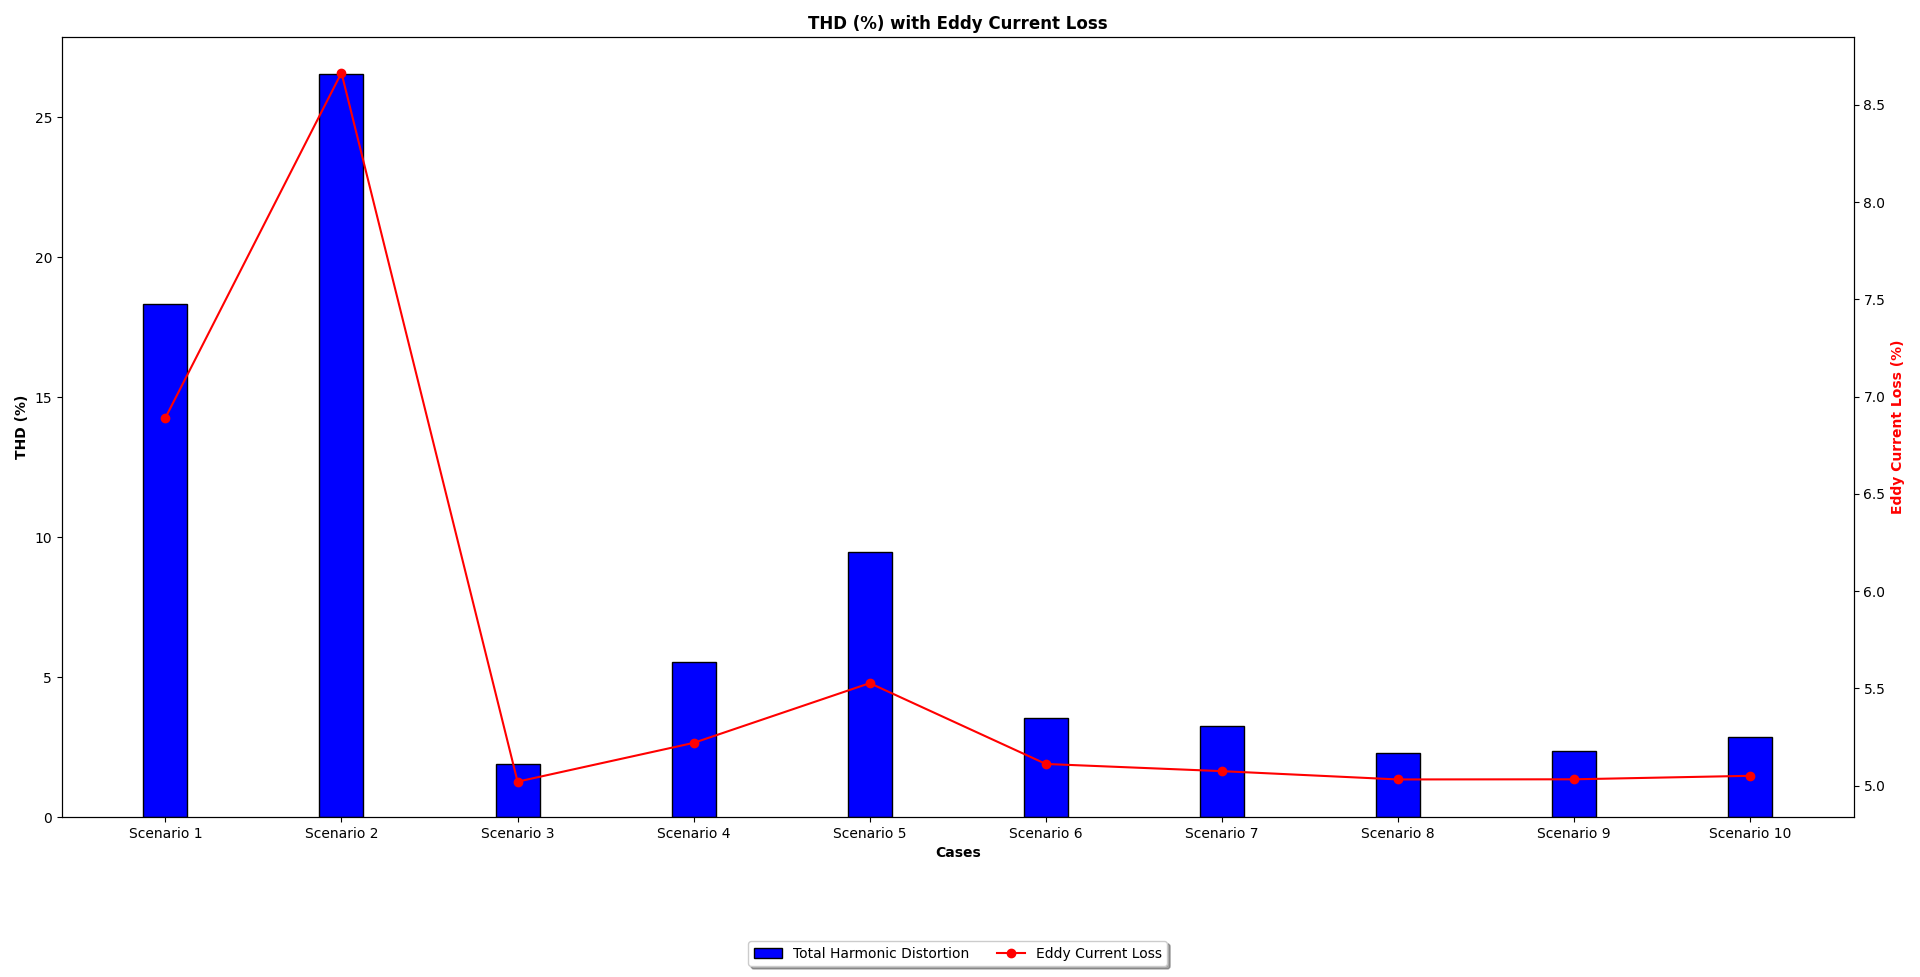 THD (%) with Eddy Current Loss
THD (%)
25
20
15
10
5
0
8.5
8.0
7.5
7.0
6.5
6.0
5.5
5.0
Eddy Current Loss (%)
Scenario 1 Scenario 2 Scenario 3 Scenario 4 Scenario 5 Scenario 6 Scenario 7 Scenario 8 Scenario 9 Scenario 10
Cases
Total Harmonic Distortion Eddy Current Loss